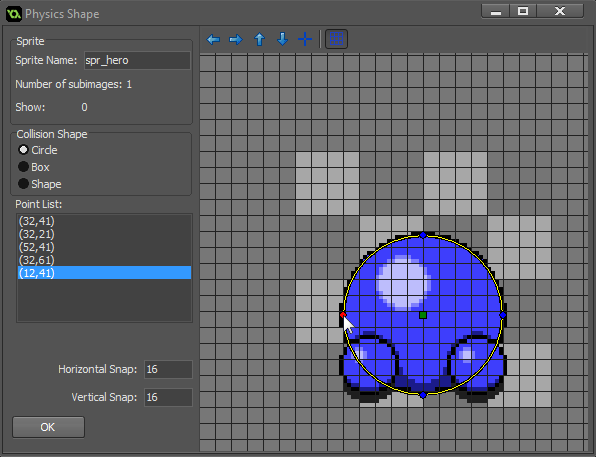 Physics Shape
Sprite
Sprite Name: spr_hero
Number of subimages: 1
Show: 0
Collision Shape
Circle
Box
Shape
Point List:
(32,41)
(32,21)
(52,41)
(32,61)
(12,41)
Horizontal Snap: 16
Vertical Snap: 16
OK